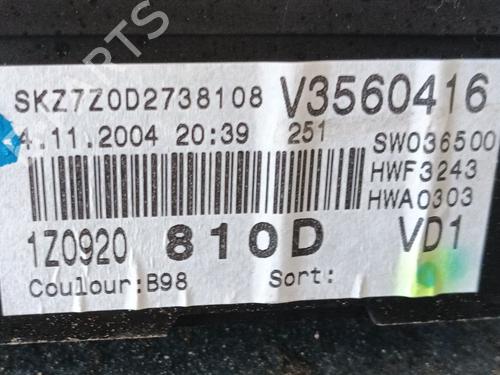 SKZ7Z0D2738108 V3560416
4.11.2004 20:39 251 SW036500
HWF3243
HWA0303
1Z0920 810D VD1
Coulour:B98 Sort: